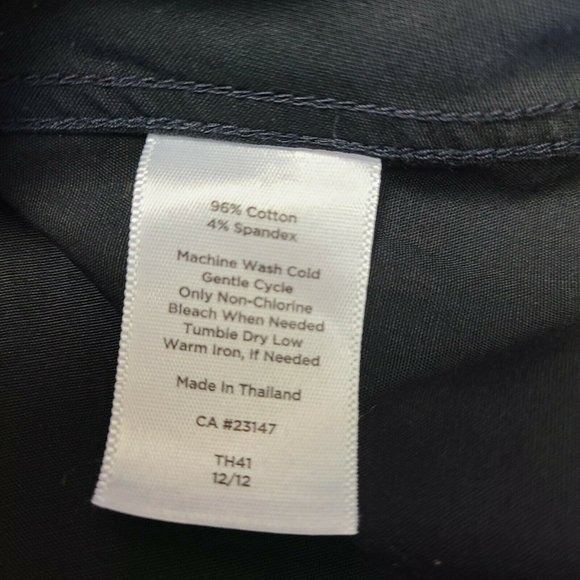 96% Cotton
4% Spandex
Machine Wash Cold
Gentle Cycle
Only Non-Chlorine
Bleach When Needed
Tumble Dry Low
Warm Iron, If Needed
Made In Thailand
CA #23147
TH41
12/12